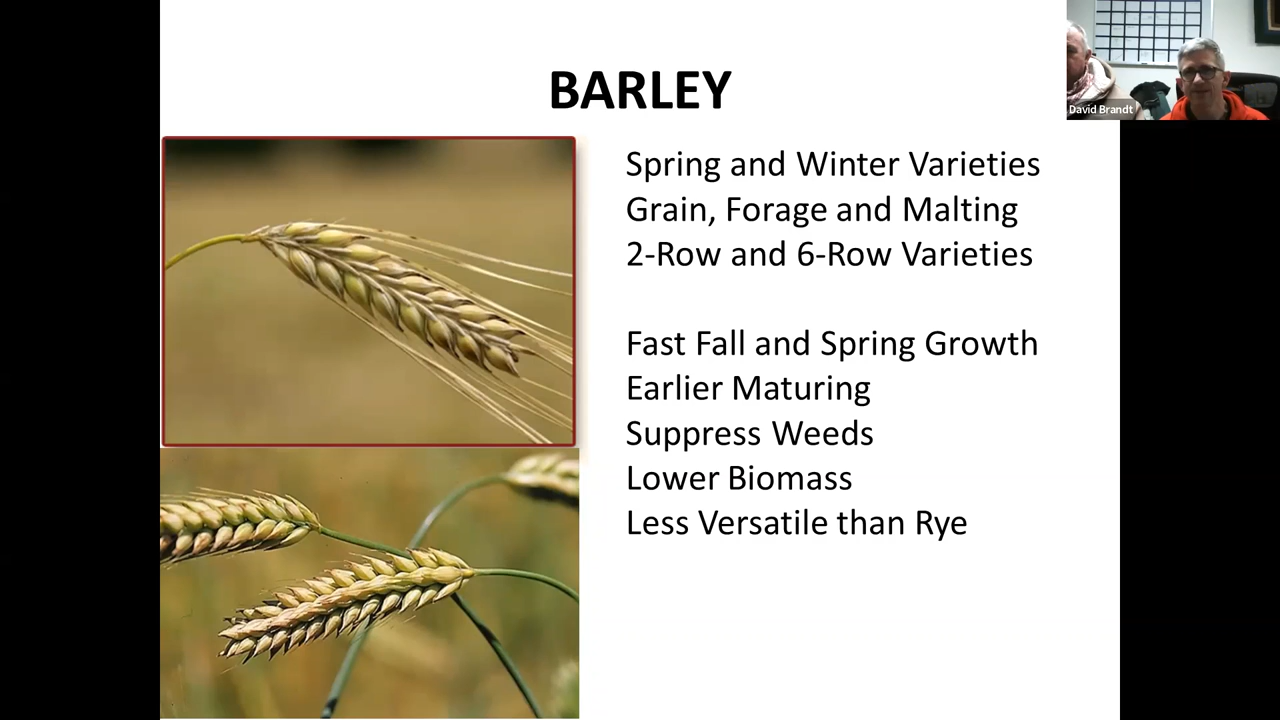 BARLEY
David Brandt
Spring and Winter Varieties
Grain, Forage and Malting
2-Row and 6-Row Varieties
Fast Fall and Spring Growth
Earlier Maturing
Suppress Weeds
Lower Biomass
Less Versatile than Rye